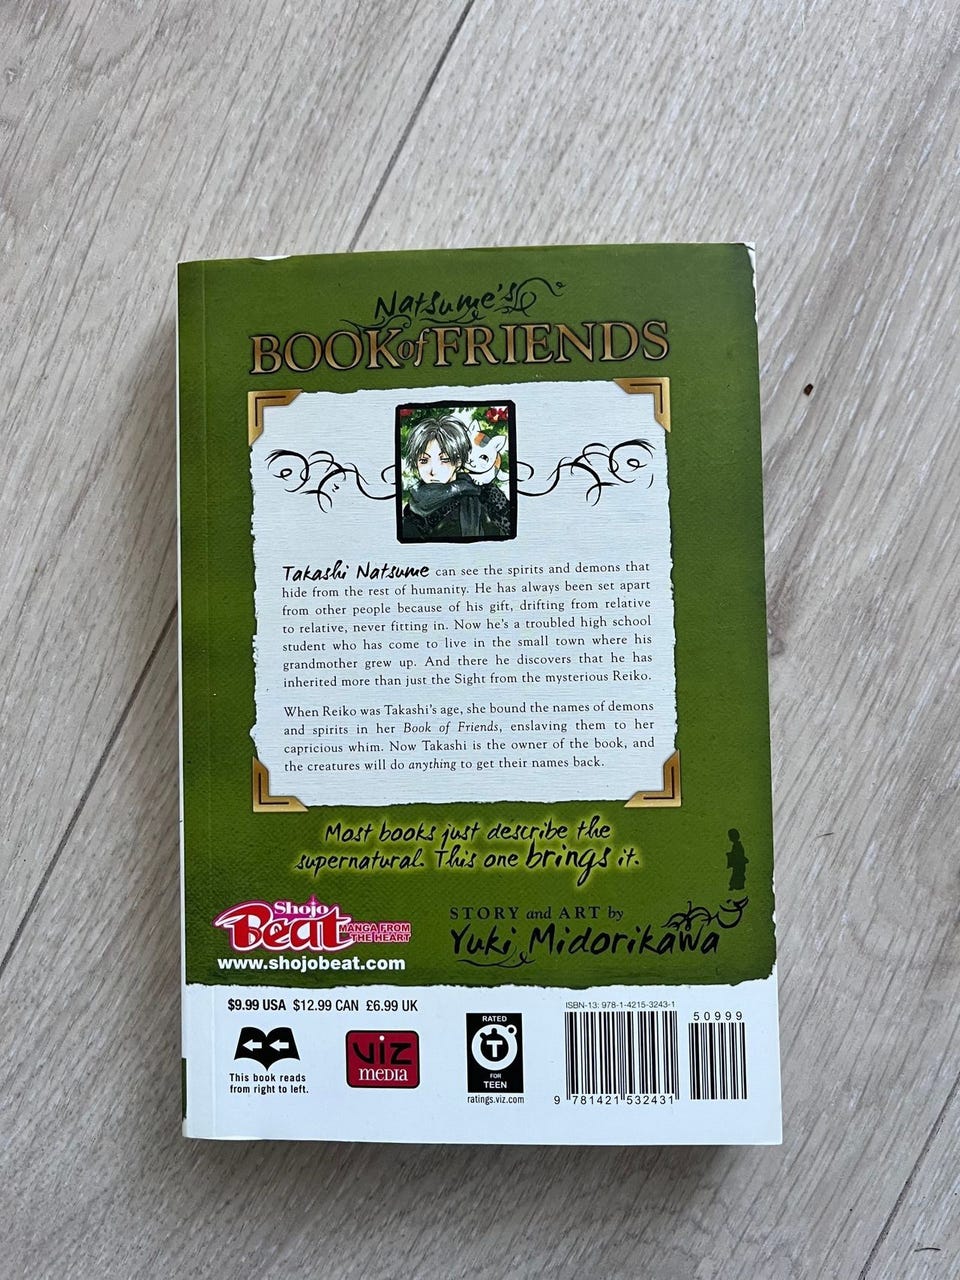 Natsume's
BOOK of FRIENDS
Takashi Natsume can see the spirits and demons that
hide from the rest of humanity. He has always been set apart
from other people because of his gift, drifting from relative
to relative, never fitting in. Now he's a troubled high school
student who has come to live in the small town where his
grandmother grew up. And there he discovers that he has
inherited more than just the Sight from the mysterious Reiko.
When Reiko was Takashi's age, she bound the names of demons
and spirits in her Book of Friends, enslaving them to her
capricious whim. Now Takashi is the owner of the book, and
the creatures will do anything to get their names back.
Most books just describe the
supernatural. This one brings it.
Shojo
Beat
MANGA FROM
THE HEART
www.shojobeat.com
STORY and ART by
Yuki Midorikawa
$9.99 USA $12.99 CAN £6.99 UK
This book reads
from right to left.
VIZ
MEDIA
RATED
T
FOR
TEEN
ratings.viz.com
ISBN-13: 978-1-4215-3243-1
50999
9 781421 532431